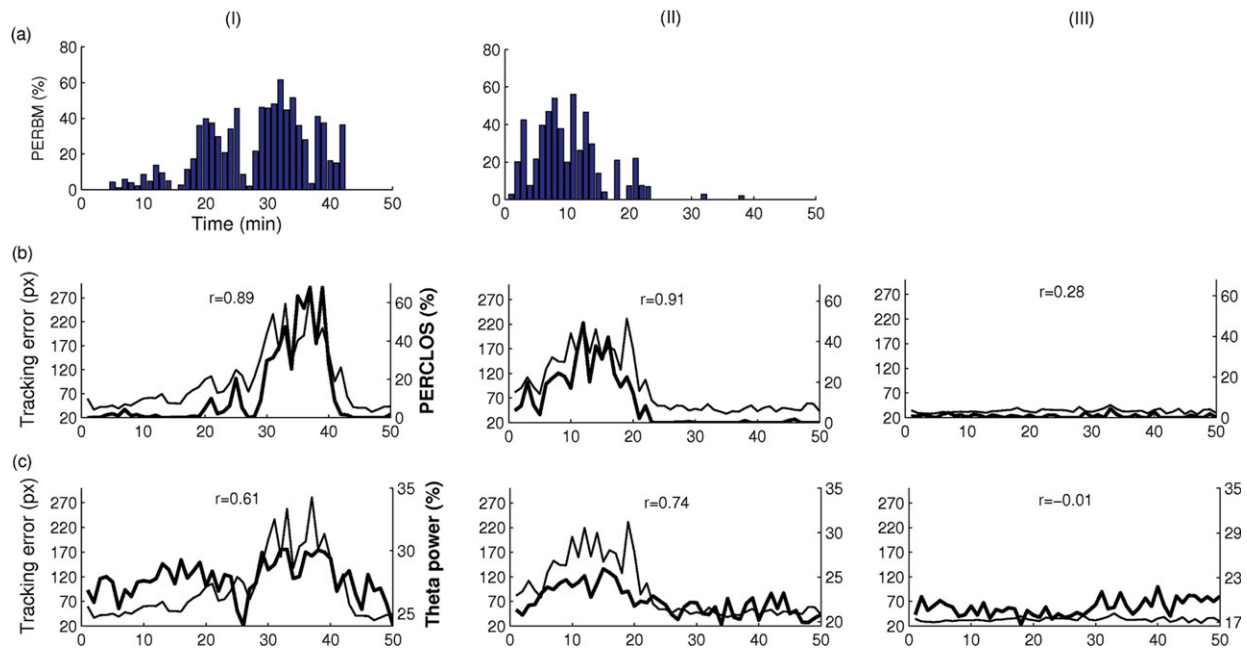 (I) (II) (III)
(a)
80 80
60 60
PERBM (%)
40 40
20 20
0 0
0 10 20 30 40 50 0 10 20 30 40 50
Time (min)
(b)
Tracking error (px)
270 60 270 60 270 60
220 220 220
r=0.89 r=0.91 r=0.28
170 40 170 40 170 40
120 120 120
70 20 70 20 70 20
20 0 20 0 20 0
PERCLOS (%)
0 10 20 30 40 50 0 10 20 30 40 50 0 10 20 30 40 50
(c)
Tracking error (px)
35 35 35
270 270 270
r=0.61 r=0.74 r=−0.01
220 220 220 29
170 30 170 30 170
120 120 25 120 23
70 25 70 20 70
20 20 20 17
Theta power (%)
0 10 20 30 40 50 0 10 20 30 40 50 0 10 20 30 40 50